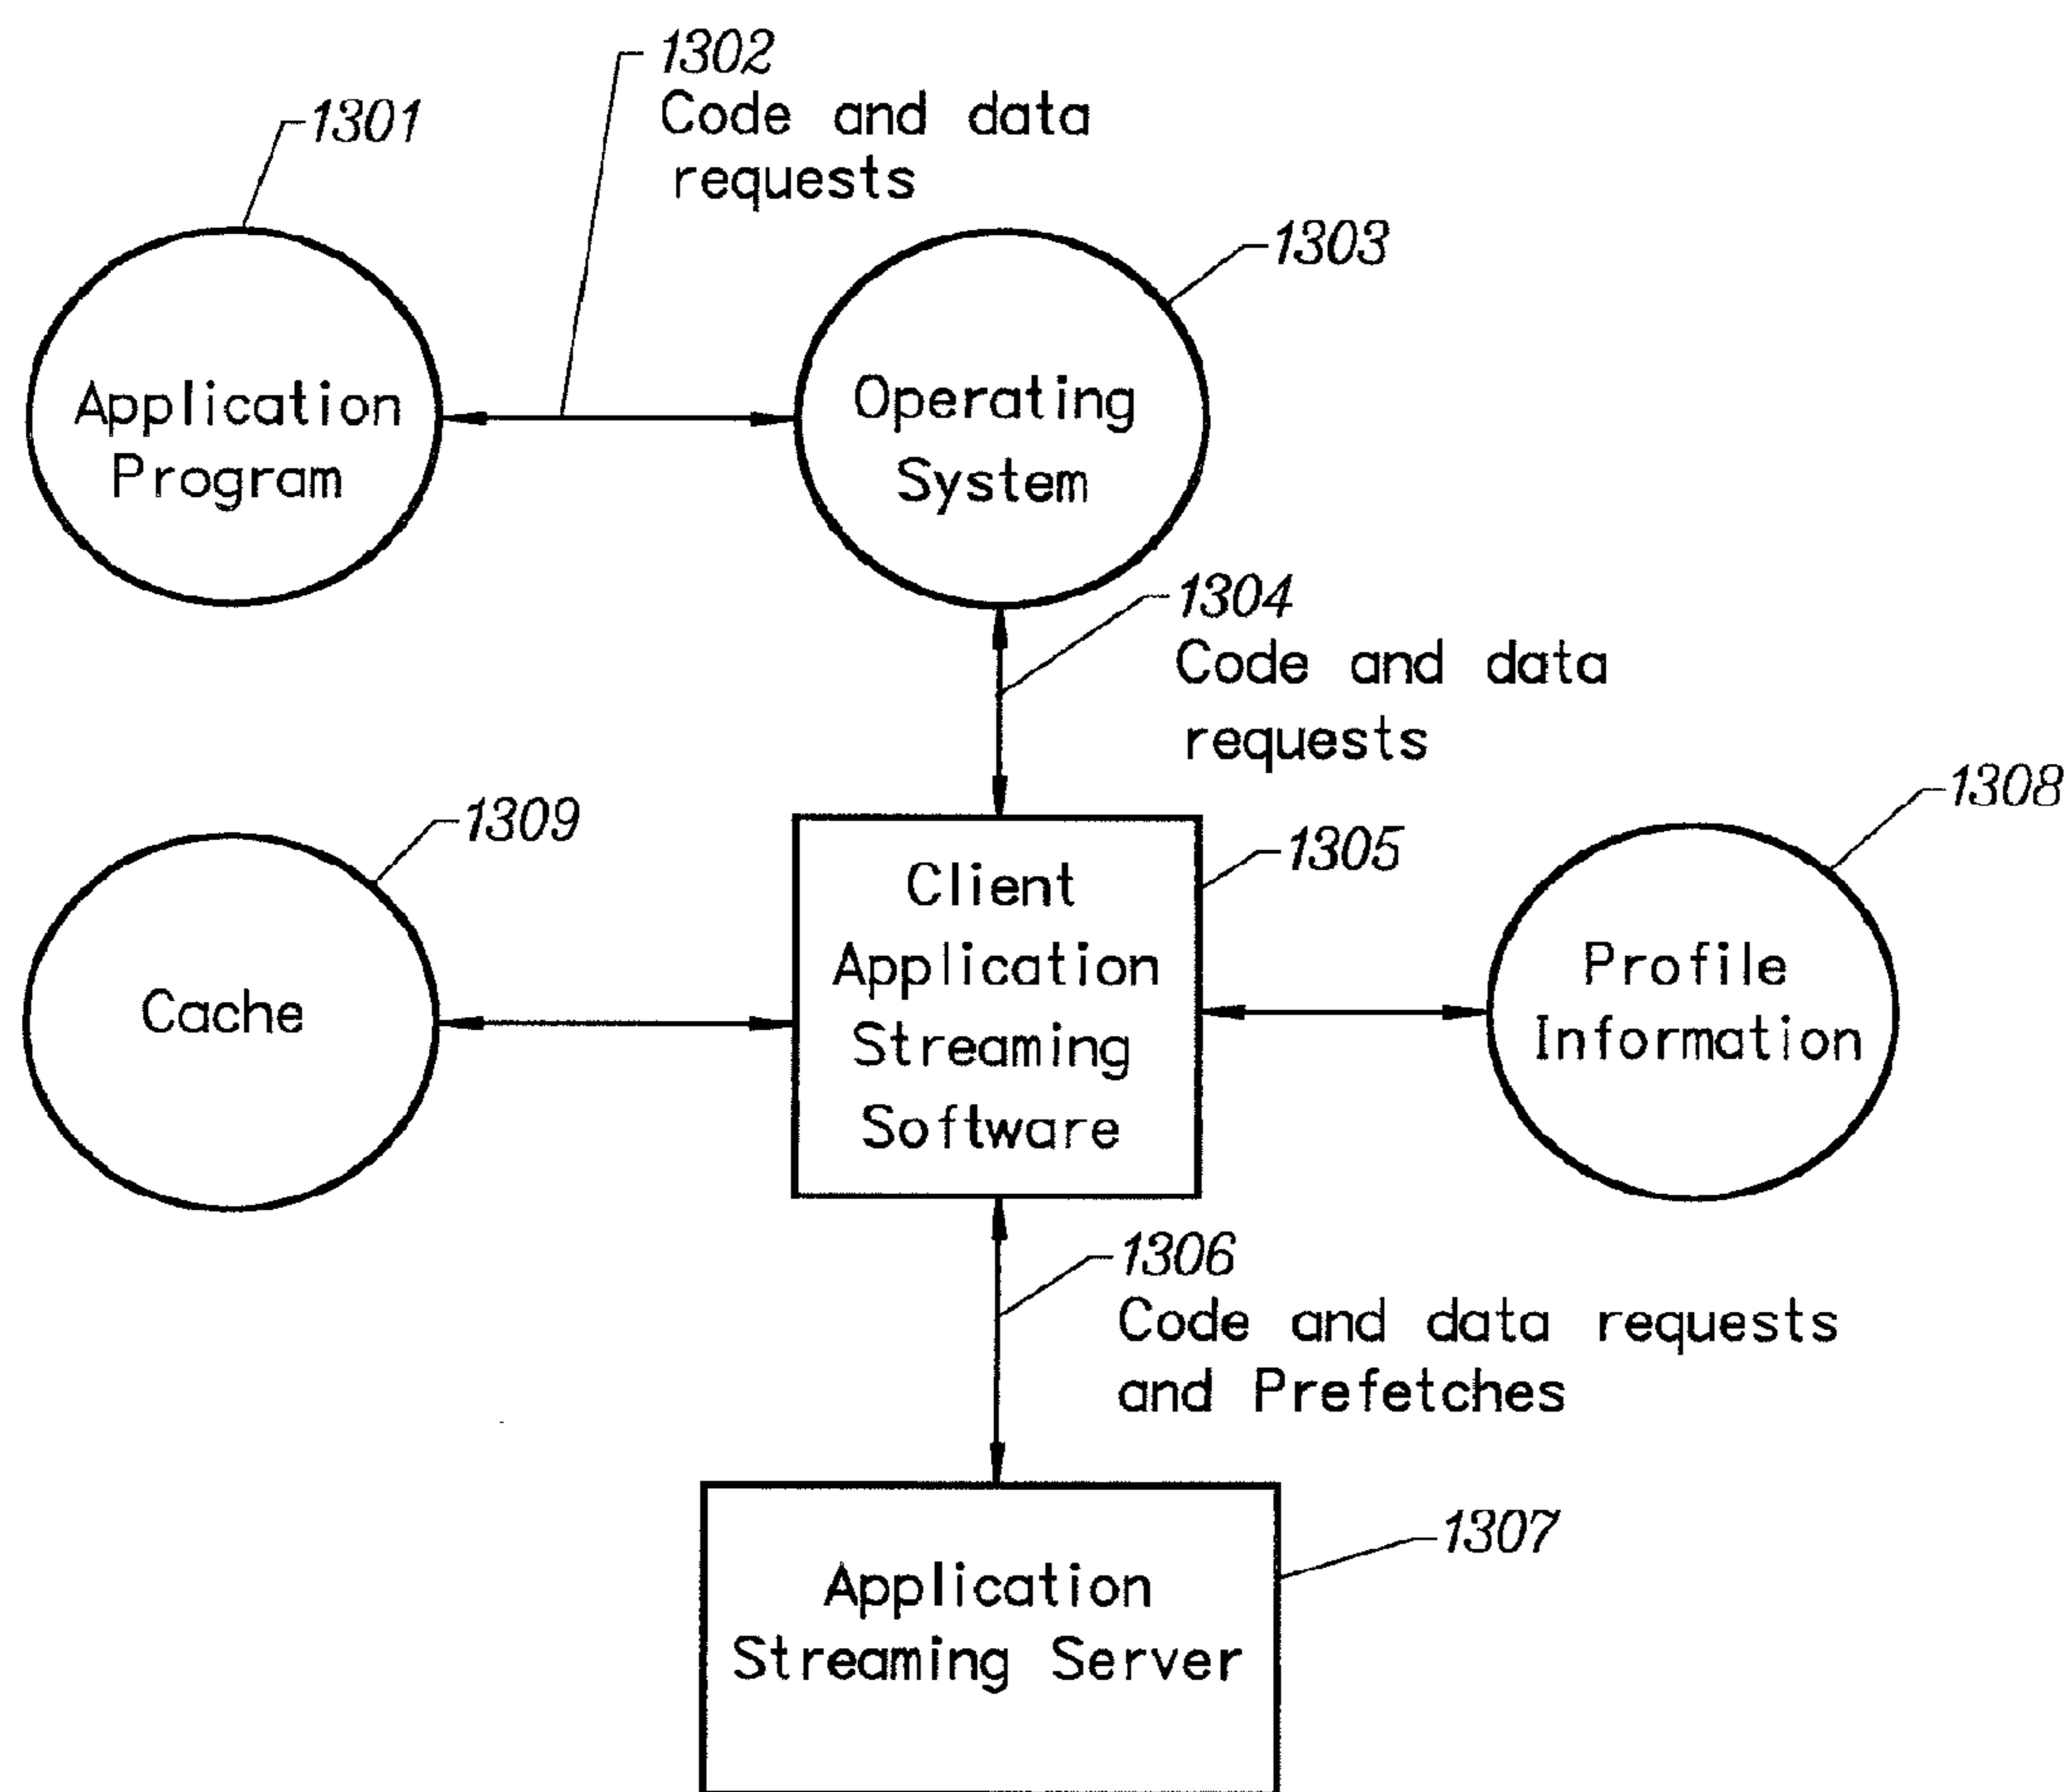 1302
Code and data
requests
1301
1303
Application
Program
Operating
System
1304
Code and data
requests
1309
1305
1308
Cache
Client
Application
Streaming
Software
Profile
Information
1306
Code and data requests
and Prefetches
1307
Application
Streaming Server